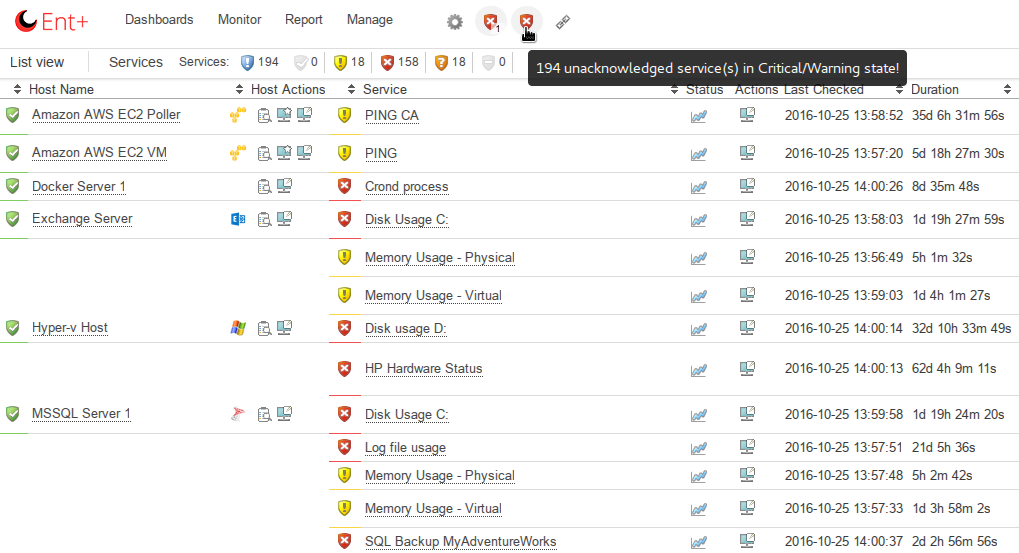 Ent+ Dashboards Monitor Report Manage 1
List view Services Services: 194 0 18 158 18 0
194 unacknowledged service(s) in Critical/Warning state!
Host Name Host Actions Service Status Actions Last Checked Duration
Amazon AWS EC2 Poller PING CA 2016-10-25 13:58:52 35d 6h 31m 56s
Amazon AWS EC2 VM PING 2016-10-25 13:57:20 5d 18h 27m 30s
Docker Server 1 Crond process 2016-10-25 14:00:26 8d 35m 48s
Exchange Server Disk Usage C: 2016-10-25 13:58:03 1d 19h 27m 59s
Memory Usage - Physical 2016-10-25 13:56:49 5h 1m 32s
Memory Usage - Virtual 2016-10-25 13:59:03 1d 4h 1m 27s
Hyper-v Host Disk usage D: 2016-10-25 14:00:14 32d 10h 33m 49s
HP Hardware Status 2016-10-25 14:00:13 62d 4h 9m 11s
MSSQL Server 1 Disk Usage C: 2016-10-25 13:59:58 1d 19h 24m 20s
Log file usage 2016-10-25 13:57:51 21d 5h 36s
Memory Usage - Physical 2016-10-25 13:57:48 5h 2m 42s
Memory Usage - Virtual 2016-10-25 13:57:33 1d 3h 58m 2s
SQL Backup MyAdventureWorks 2016-10-25 14:00:37 2d 2h 56m 56s